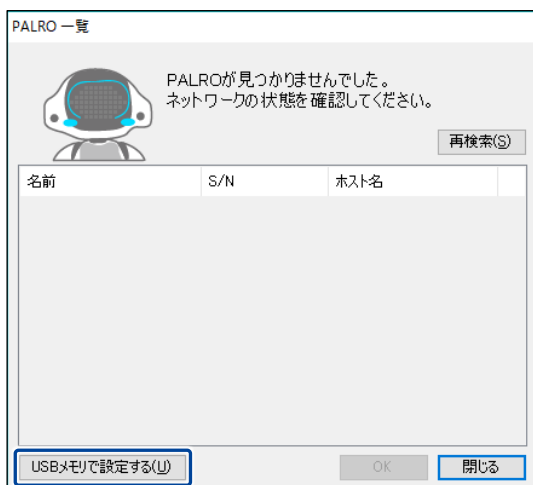 PALRO 一覧
PALROが見つかりませんでした。
ネットワークの状態を確認してください。
再検索(S)
名前 S/N ホスト名
USBメモリで設定する(U) OK 閉じる